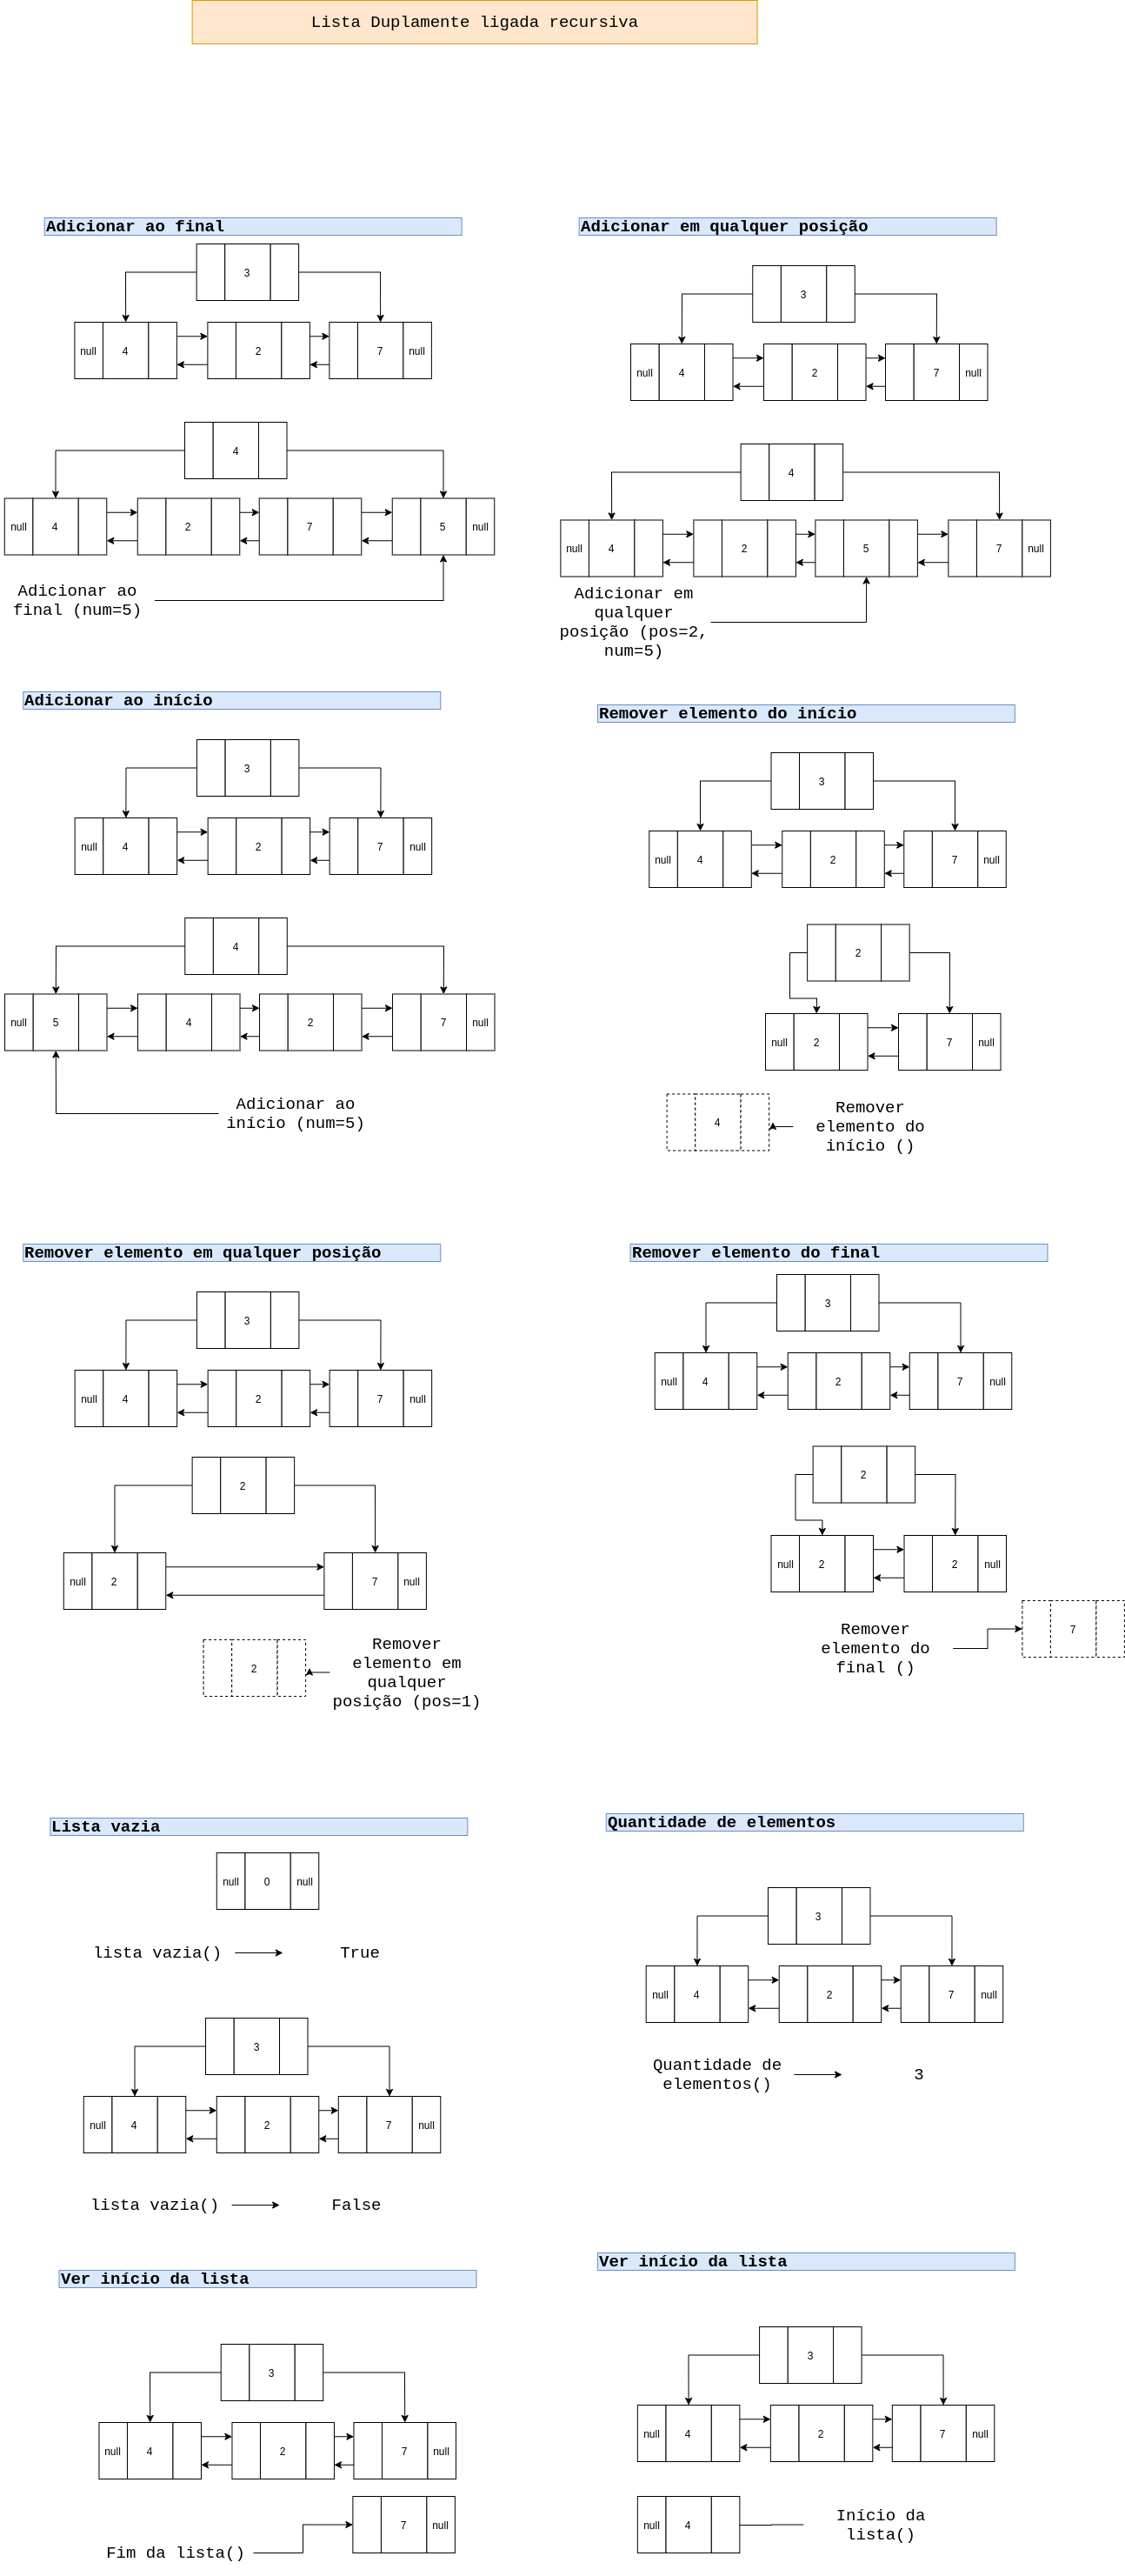 Lista Duplamente ligada recursiva
Adicionar ao final
3
null 4 2 7 null
4
null 4 2 7 5 null
Adicionar ao
final (num=5)
Adicionar em qualquer posição
3
null 4 2 7 null
4
null 4 2 5 7 null
Adicionar em
qualquer
posição (pos=2,
num=5)
Adicionar ao início
3
null 4 2 7 null
4
null 5 4 2 7 null
Adicionar ao
início (num=5)
Remover elemento do início
3
null 4 2 7 null
2
null 2 7 null
4
Remover
elemento do
início ()
Remover elemento em qualquer posição
3
null 4 2 7 null
2
null 2 7 null
2
Remover
elemento em
qualquer
posição (pos=1)
Remover elemento do final
3
null 4 2 7 null
2
null 2 2 null
7
Remover
elemento do
final ()
Lista vazia
null 0 null
lista vazia() True
3
null 4 2 7 null
lista vazia() False
Quantidade de elementos
3
null 4 2 7 null
Quantidade de
elementos()
3
Ver início da lista
3
null 4 2 7 null
7 null
Fim da lista()
Ver início da lista
3
null 4 2 7 null
null 4
Início da
lista()